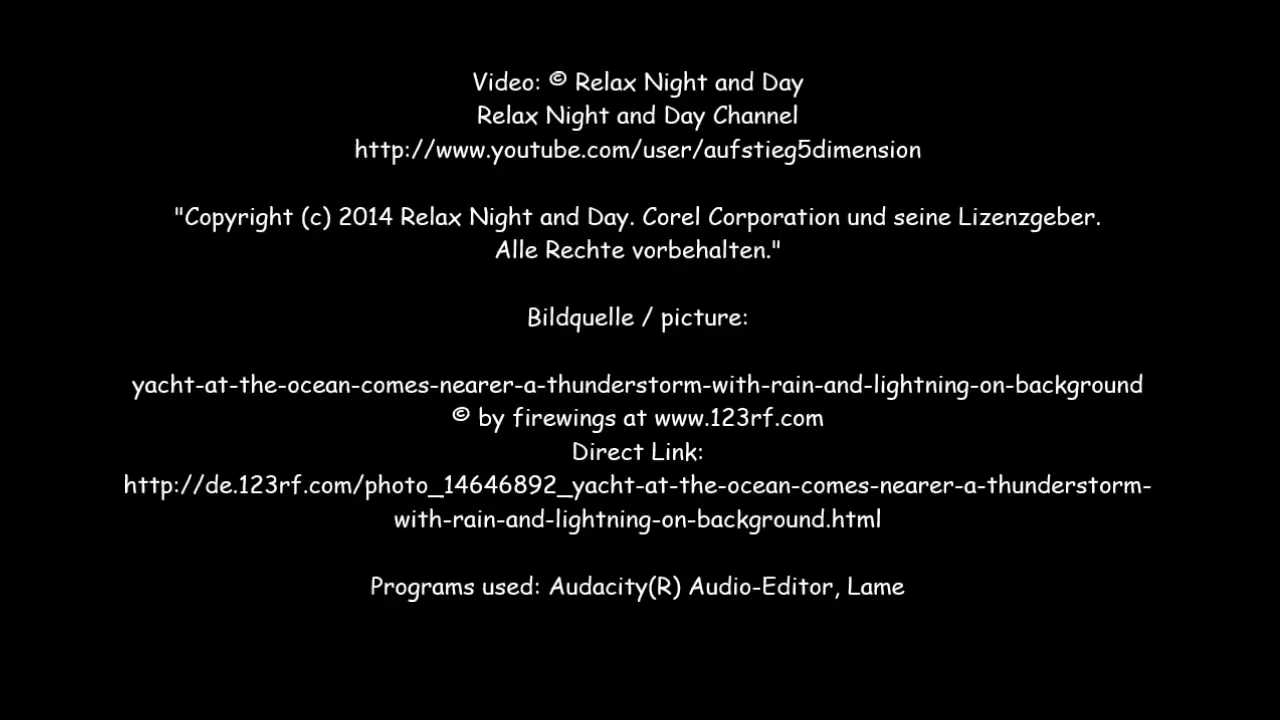 Video: © Relax Night and Day
Relax Night and Day Channel
http://www.youtube.com/user/aufstieg5dimension
"Copyright (c) 2014 Relax Night and Day. Corel Corporation und seine Lizenzgeber.
Alle Rechte vorbehalten."
Bildquelle / picture:
yacht-at-the-ocean-comes-nearer-a-thunderstorm-with-rain-and-lightning-on-background
© by firewings at www.123rf.com
Direct Link:
http://de.123rf.com/photo_14646892_yacht-at-the-ocean-comes-nearer-a-thunderstorm-
with-rain-and-lightning-on-background.html
Programs used: Audacity(R) Audio-Editor, Lame